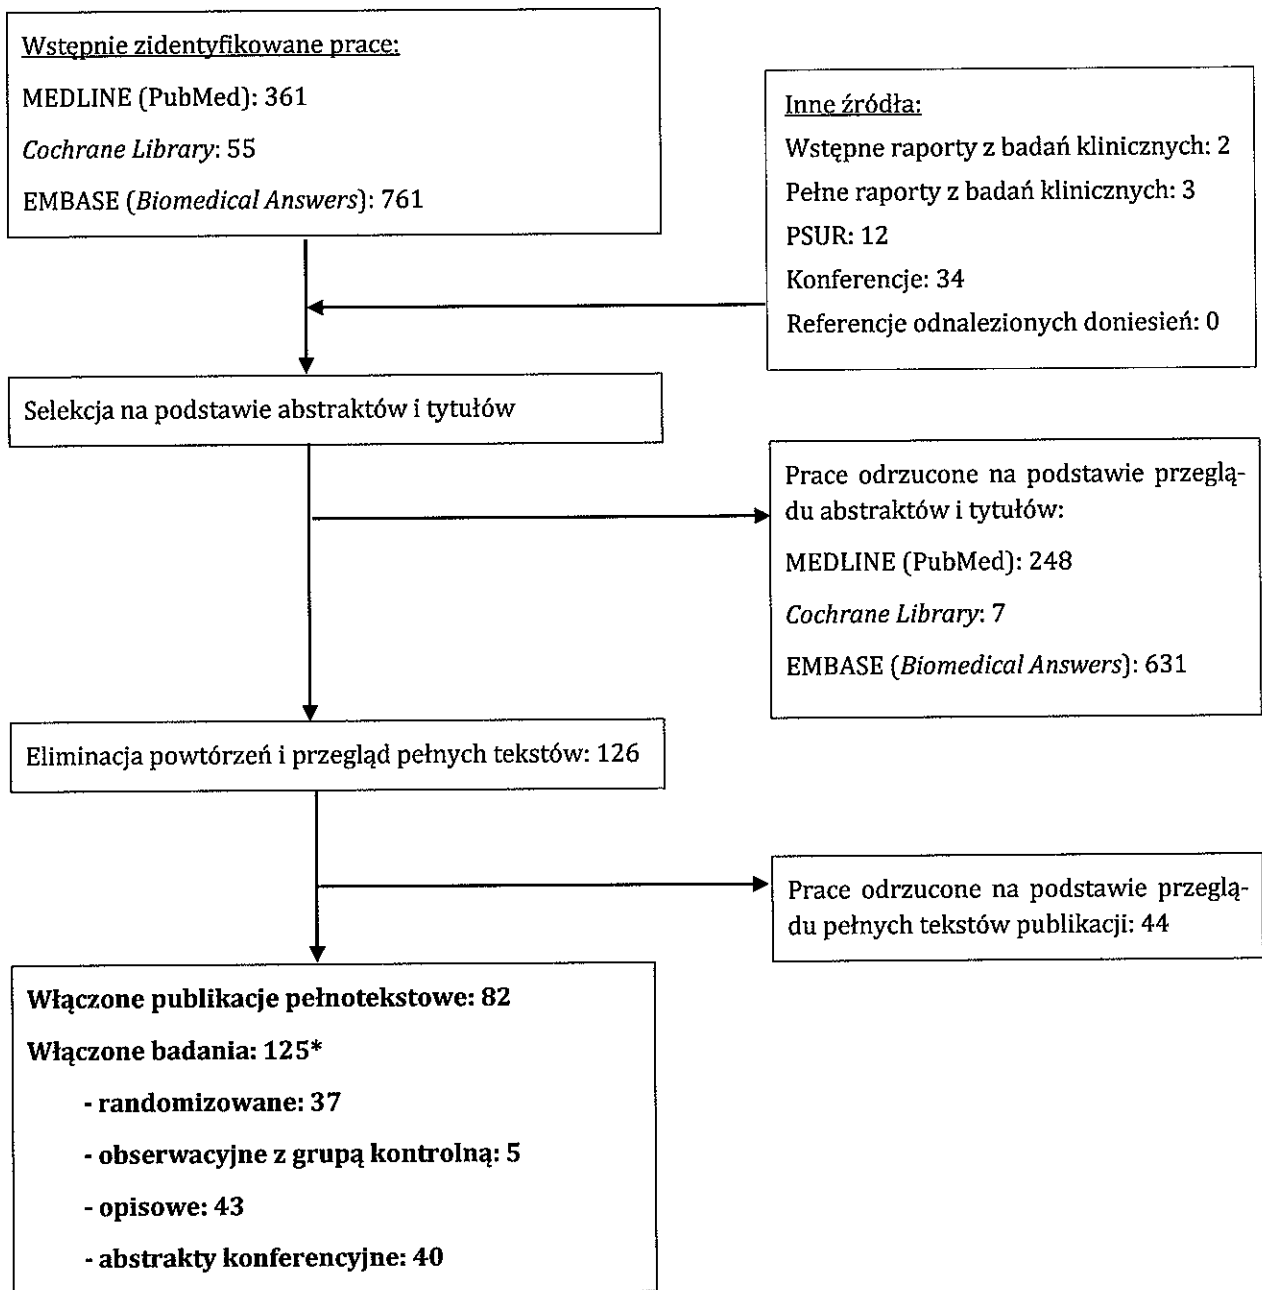 Wstępnie zidentyfikowane prace:
MEDLINE (PubMed): 361
Cochrane Library: 55
EMBASE (Biomedical Answers): 761
Inne źródła:
Wstępne raporty z badań klinicznych: 2
Pełne raporty z badań klinicznych: 3
PSUR: 12
Konferencje: 34
Referencje odnalezionych doniesień: 0
Selekcja na podstawie abstraktów i tytułów
Prace odrzucone na podstawie przeglą-
du abstraktów i tytułów:
MEDLINE (PubMed): 248
Cochrane Library: 7
EMBASE (Biomedical Answers): 631
Eliminacja powtórzeń i przegląd pełnych tekstów: 126
Prace odrzucone na podstawie przeglą-
du pełnych tekstów publikacji: 44
Włączone publikacje pełnotekstowe: 82
Włączone badania: 125*
- randomizowane: 37
- obserwacyjne z grupą kontrolną: 5
- opisowe: 43
- abstrakty konferencyjne: 40